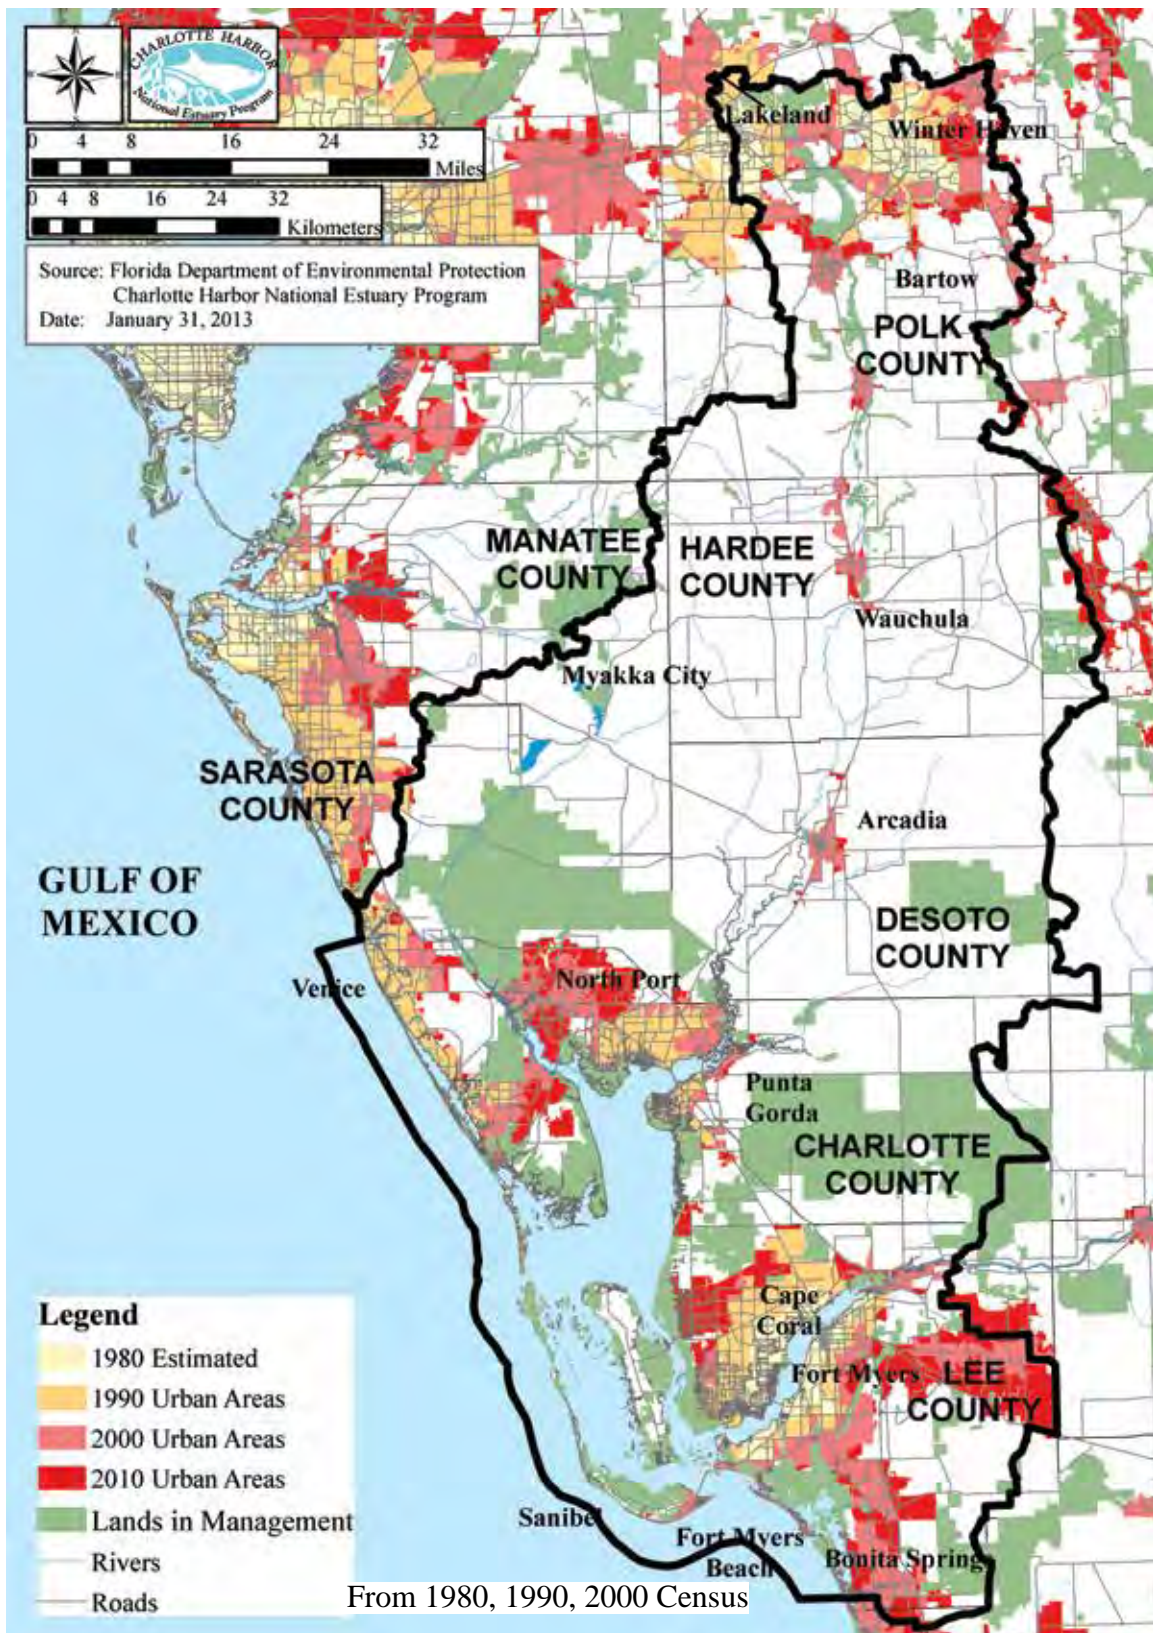 CHARLOTTE HARBOR
National Estuary Program
0 4 8 16 24 32
Miles
0 4 8 16 24 32
Kilometers
Source: Florida Department of Environmental Protection
Charlotte Harbor National Estuary Program
Date: January 31, 2013
Lakeland
Winter Haven
Bartow
POLK
COUNTY
MANATEE
COUNTY
HARDEE
COUNTY
Wauchula
Myakka City
SARASOTA
COUNTY
Arcadia
GULF OF
MEXICO
DESOTO
COUNTY
North Port
Venice
Punta
Gorda
CHARLOTTE
COUNTY
Cape
Coral
Fort Myers
LEE
COUNTY
Sanibel
Fort Myers
Beach
Bonita Springs
Legend
1980 Estimated
1990 Urban Areas
2000 Urban Areas
2010 Urban Areas
Lands in Management
Rivers
Roads
From 1980, 1990, 2000 Census